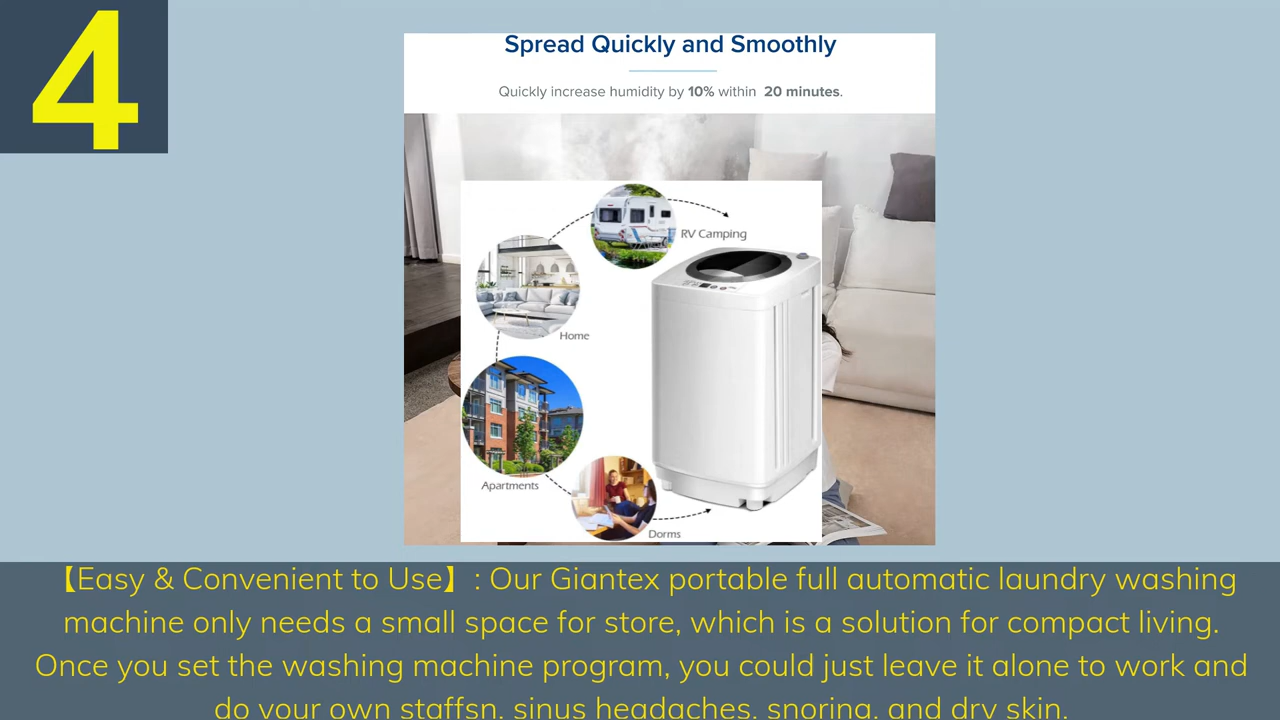 4
Spread Quickly and Smoothly
Quickly increase humidity by 10% within 20 minutes.
RV Camping
Home
Apartments
Dorms
【Easy & Convenient to Use】: Our Giantex portable full automatic laundry washing
machine only needs a small space for store, which is a solution for compact living.
Once you set the washing machine program, you could just leave it alone to work and
do your own staffsn, sinus headaches, snoring, and dry skin.